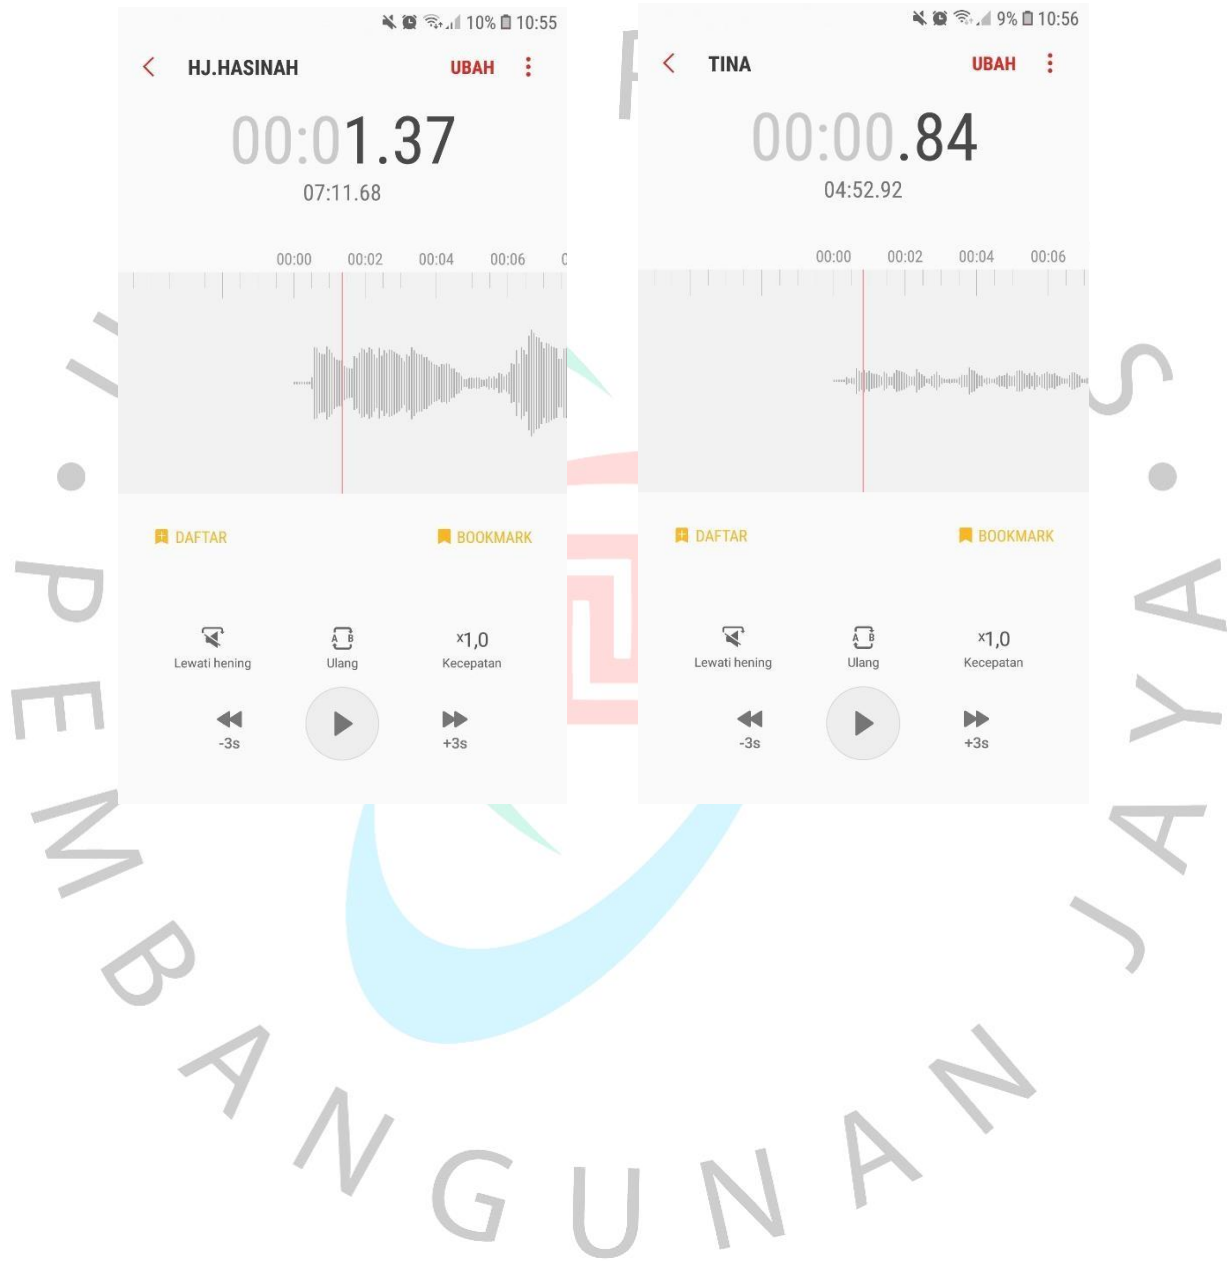 10% 10:55
HJ.HASINAH UBAH
00:01.37
07:11.68
00:00 00:02 00:04 00:06 0
DAFTAR BOOKMARK
A B x1,0
Lewati hening Ulang Kecepatan
-3s +3s
9% 10:56
TINA UBAH
00:00.84
04:52.92
00:00 00:02 00:04 00:06
DAFTAR BOOKMARK
A B x1,0
Lewati hening Ulang Kecepatan
-3s +3s
PEMBANGUNAN JAYA